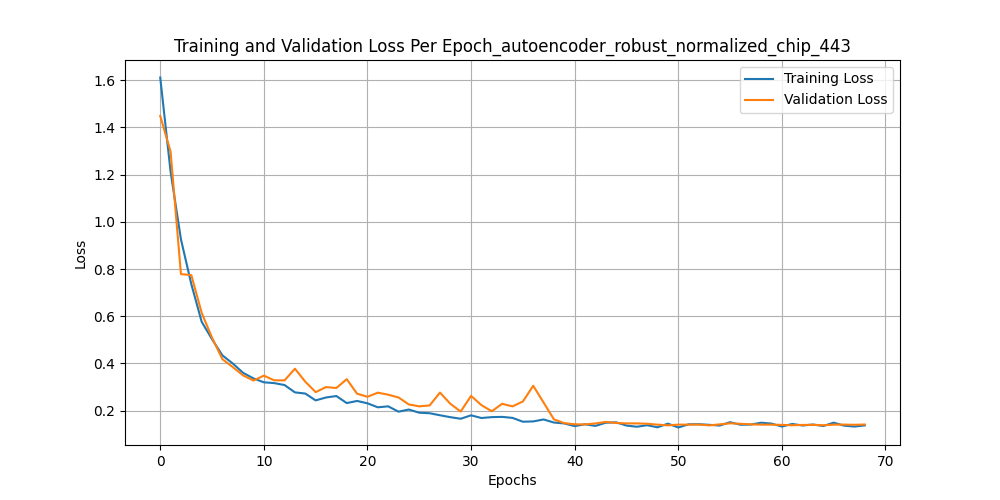 Training and Validation Loss Per Epoch_autoencoder_robust_normalized_chip_443
Training Loss
Validation Loss
1.6
1.4
1.2
1.0
0.8
0.6
0.4
0.2
Loss
0 10 20 30 40 50 60 70
Epochs